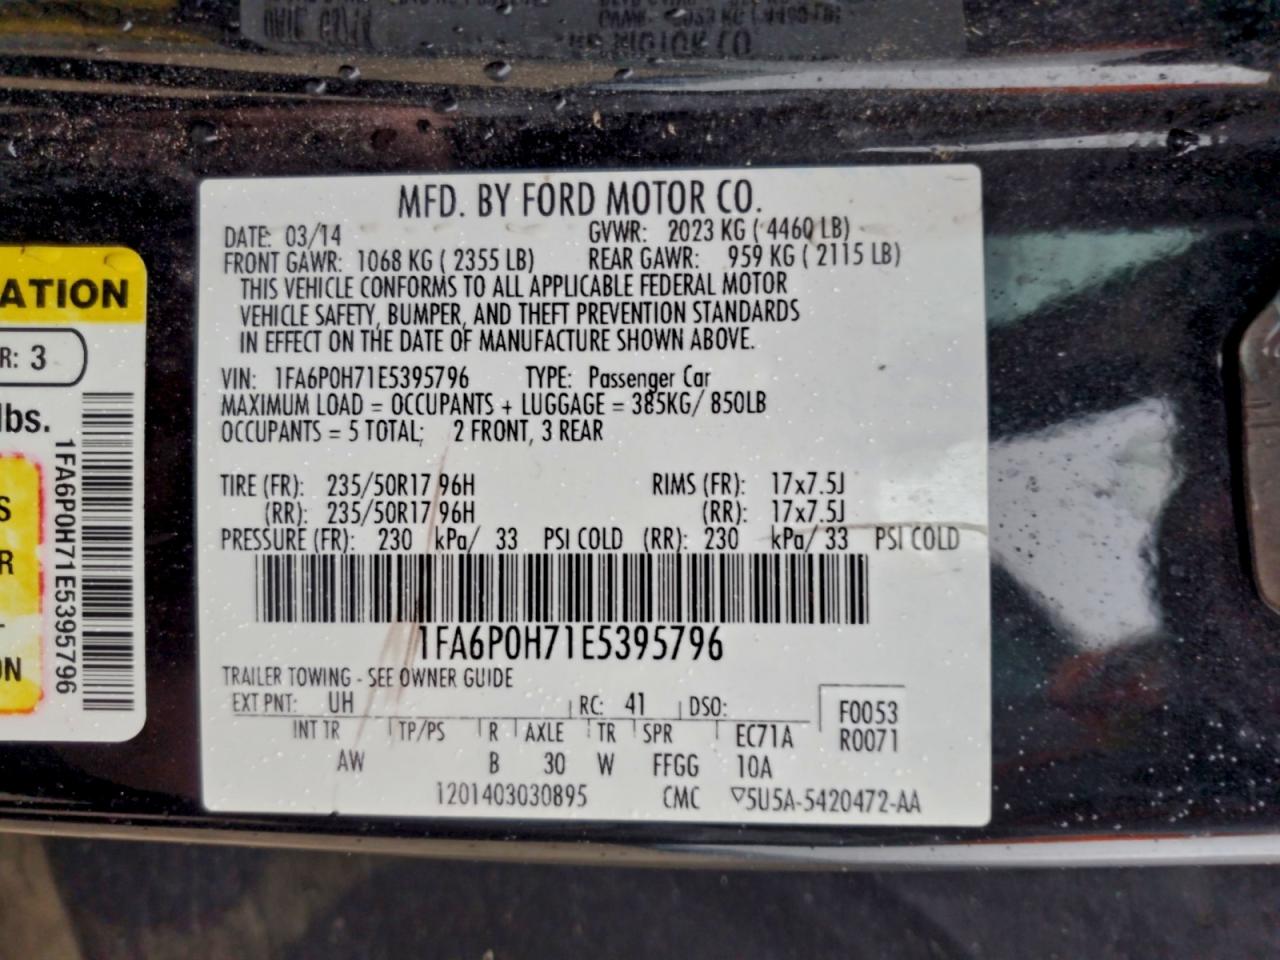 MFD. BY FORD MOTOR CO.
DATE: 03/14 GVWR: 2023 KG ( 4460 LB)
FRONT GAWR: 1068 KG ( 2355 LB) REAR GAWR: 959 KG ( 2115 LB)
THIS VEHICLE CONFORMS TO ALL APPLICABLE FEDERAL MOTOR
VEHICLE SAFETY, BUMPER, AND THEFT PREVENTION STANDARDS
IN EFFECT ON THE DATE OF MANUFACTURE SHOWN ABOVE.
VIN: 1FA6P0H71E5395796 TYPE: Passenger Car
MAXIMUM LOAD = OCCUPANTS + LUGGAGE = 385KG/ 850LB
OCCUPANTS = 5 TOTAL; 2 FRONT, 3 REAR
TIRE (FR): 235/50R17 96H RIMS (FR): 17x7.5J
(RR): 235/50R17 96H (RR): 17x7.5J
PRESSURE (FR): 230 kPa/ 33 PSI COLD (RR): 230 kPa/ 33 PSI COLD
1FA6P0H71E5395796
TRAILER TOWING - SEE OWNER GUIDE
EXT PNT: UH RC: 41 DSO: F0053
INT TR TP/PS R AXLE TR SPR EC71A R0071
AW B 30 W FFGG 10A
1201403030895 CMC ▽5U5A-5420472-AA
ATION
R: 3
lbs.
S
R
ON
1FA6P0H71E5395796